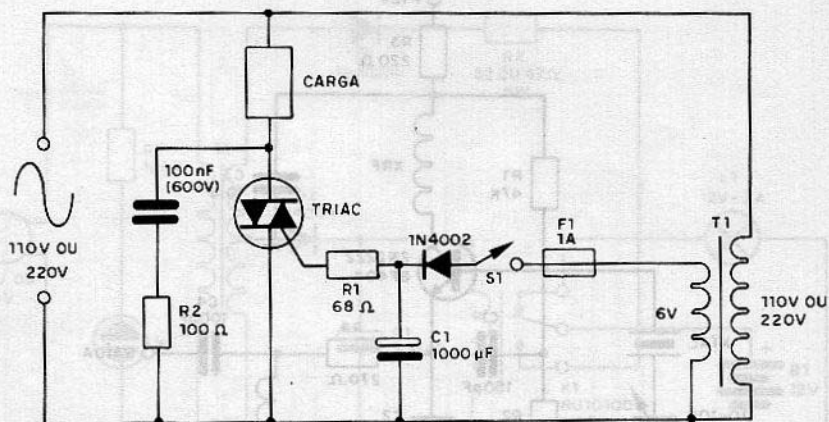 CARGA
100nF
(600V)
TRIAC
110V OU
220V
R2
100 Ω
R1
68 Ω
1N4002
S1
F1
1A
C1
1000 µF
T1
6V
110V OU
220V